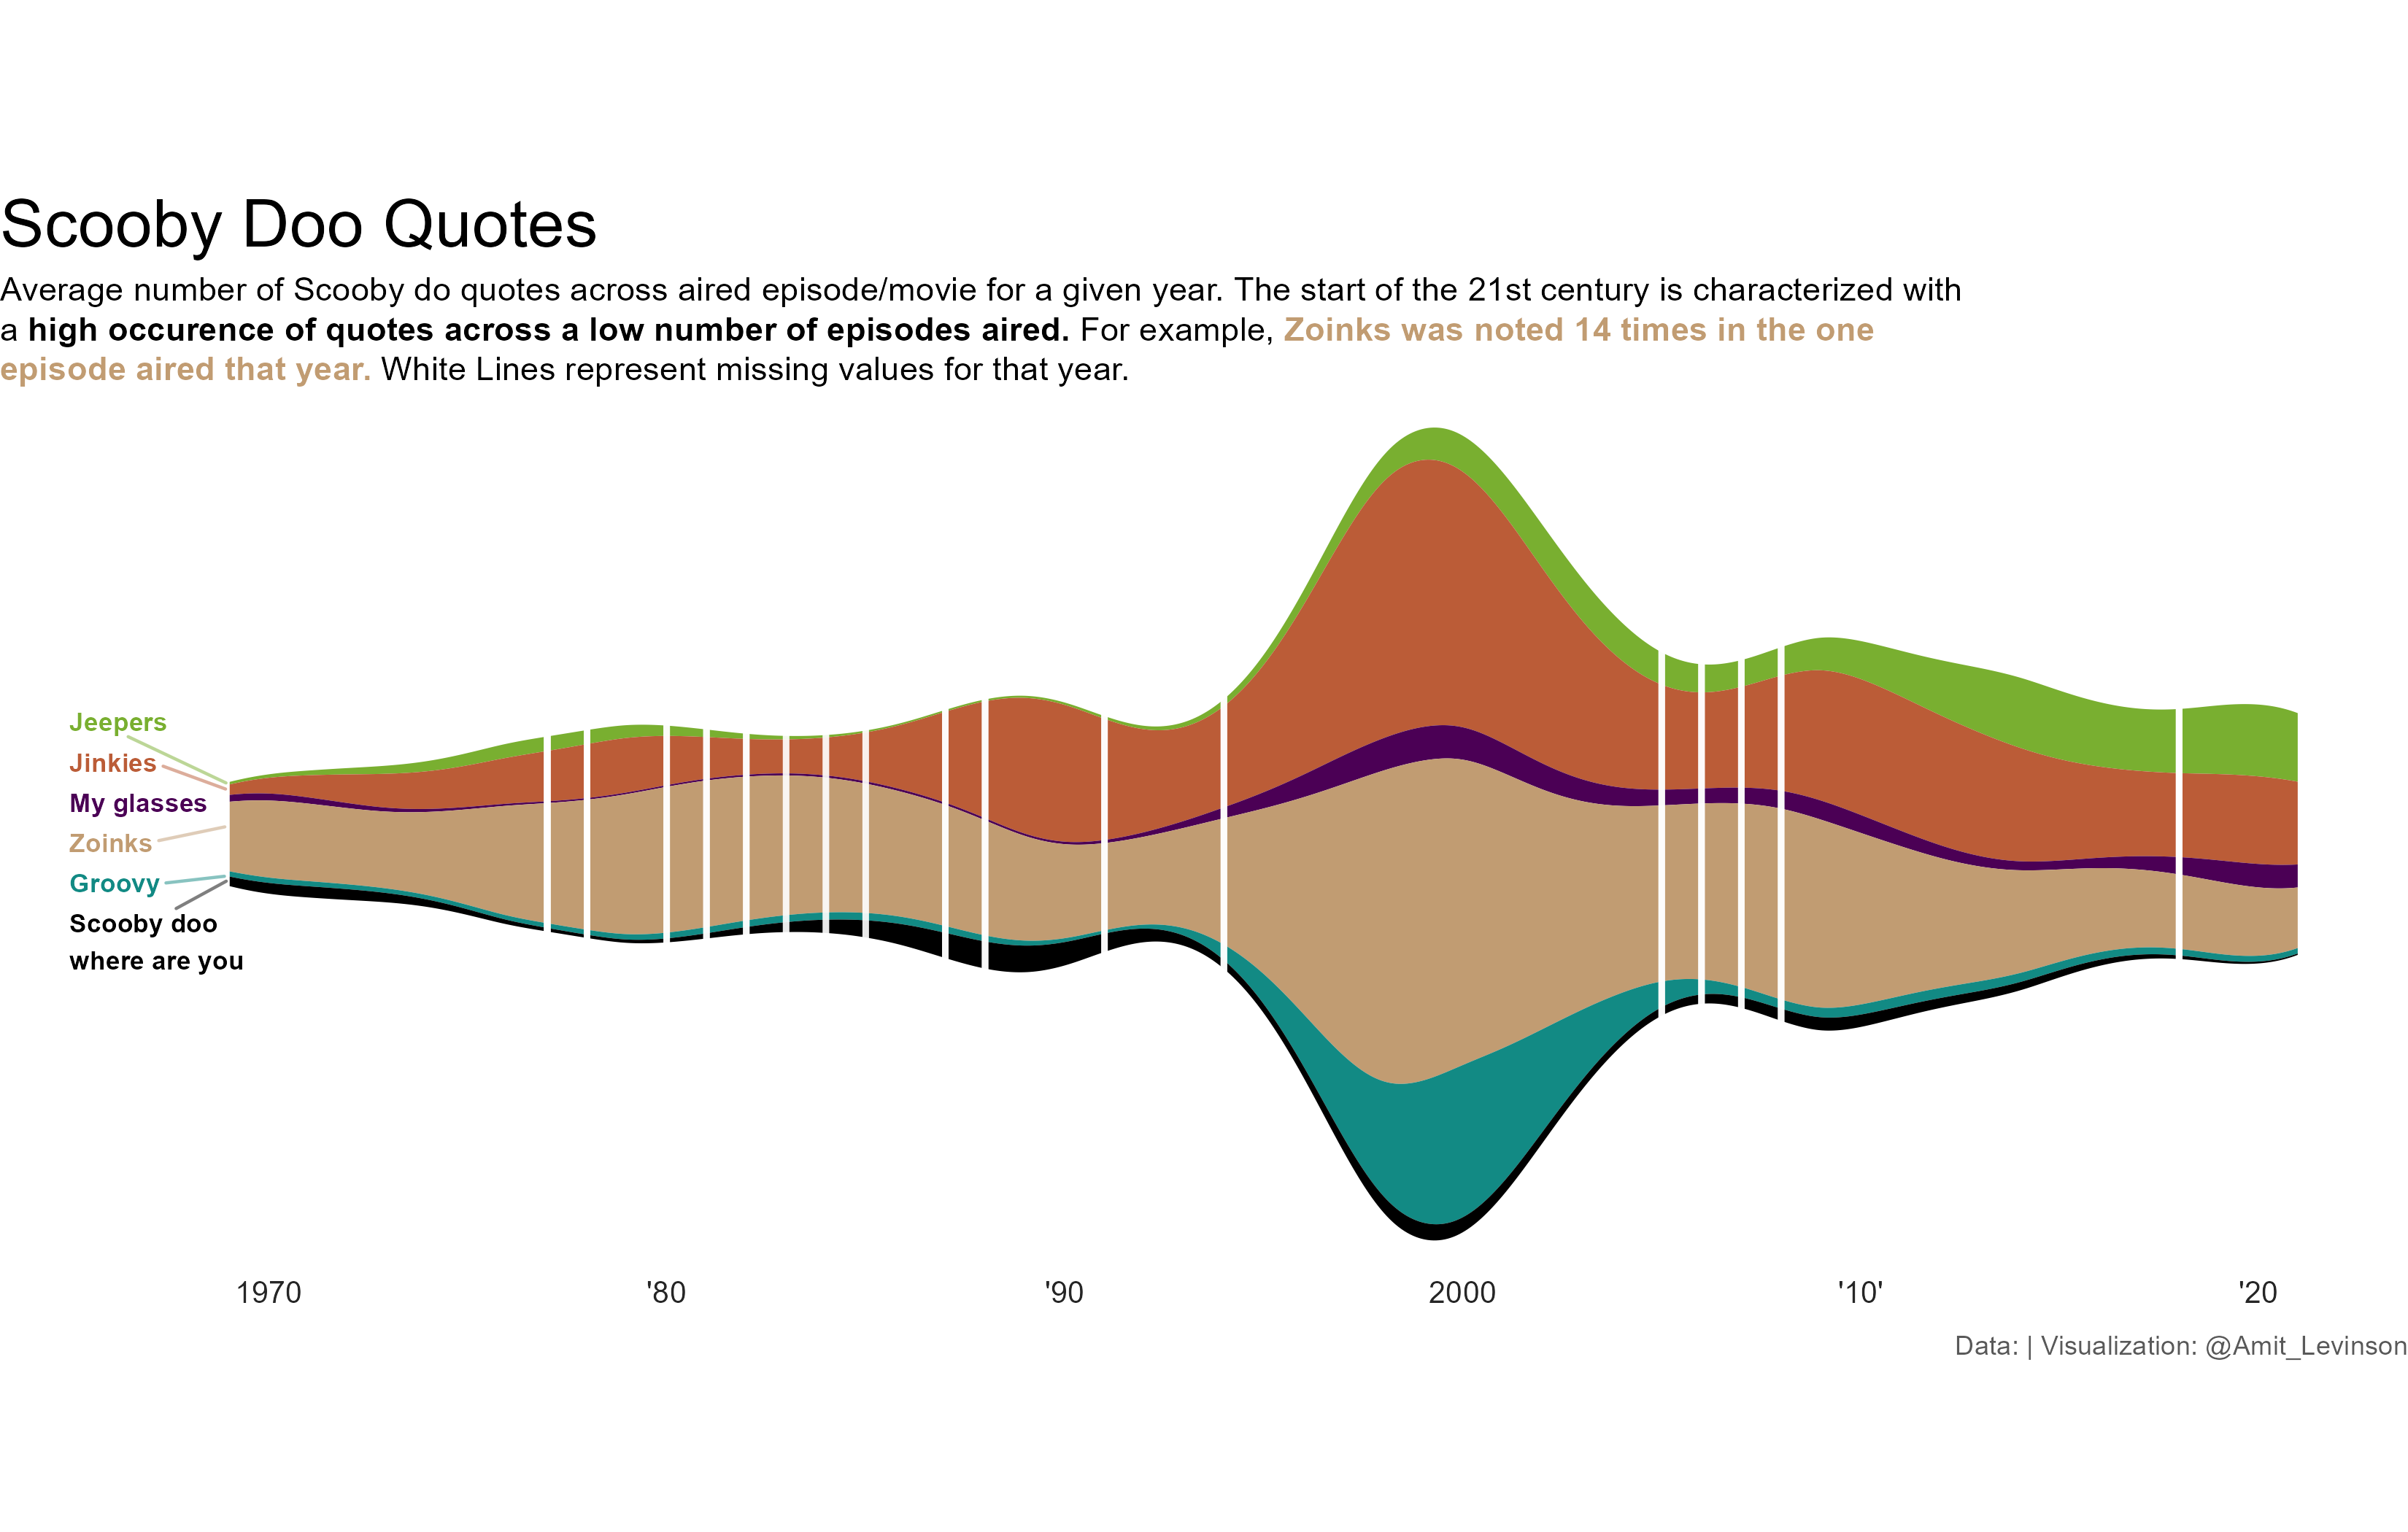 Scooby Doo Quotes
Average number of Scooby do quotes across aired episode/movie for a given year. The start of the 21st century is characterized with
a high occurence of quotes across a low number of episodes aired. For example, Zoinks was noted 14 times in the one
episode aired that year. White Lines represent missing values for that year.
Jeepers
Jinkies
My glasses
Zoinks
Groovy
Scooby doo
where are you
1970 '80 '90 2000 '10' '20
Data: | Visualization: @Amit_Levinson